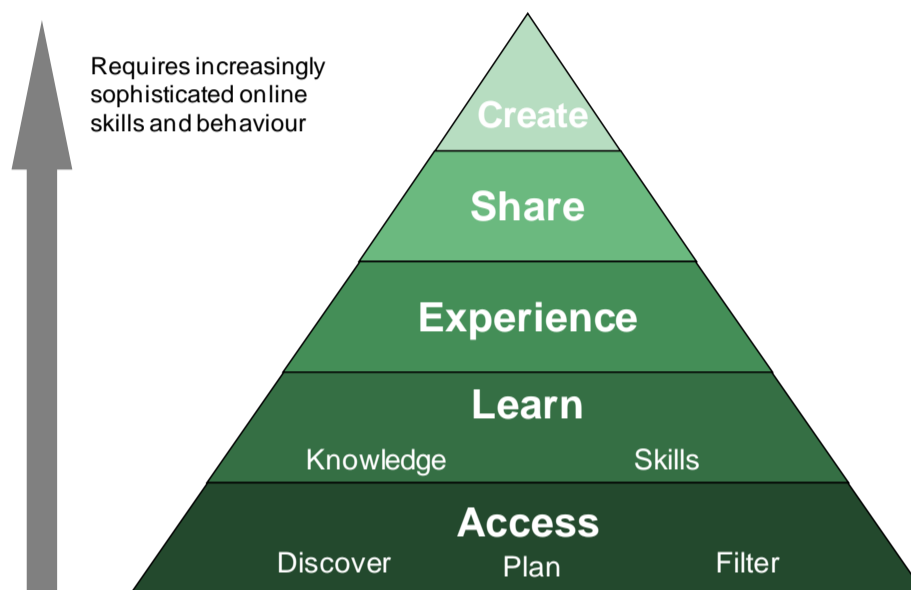 Requires increasingly
sophisticated online
skills and behaviour
Create
Share
Experience
Learn
Knowledge Skills
Access
Discover Plan Filter